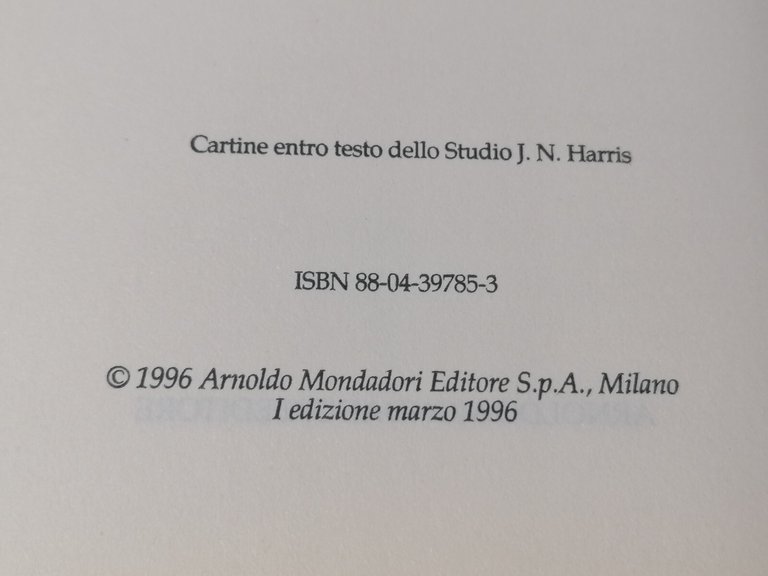 Cartine entro testo dello Studio J. N. Harris
ISBN 88-04-39785-3
© 1996 Arnoldo Mondadori Editore S.p.A., Milano
I edizione marzo 1996